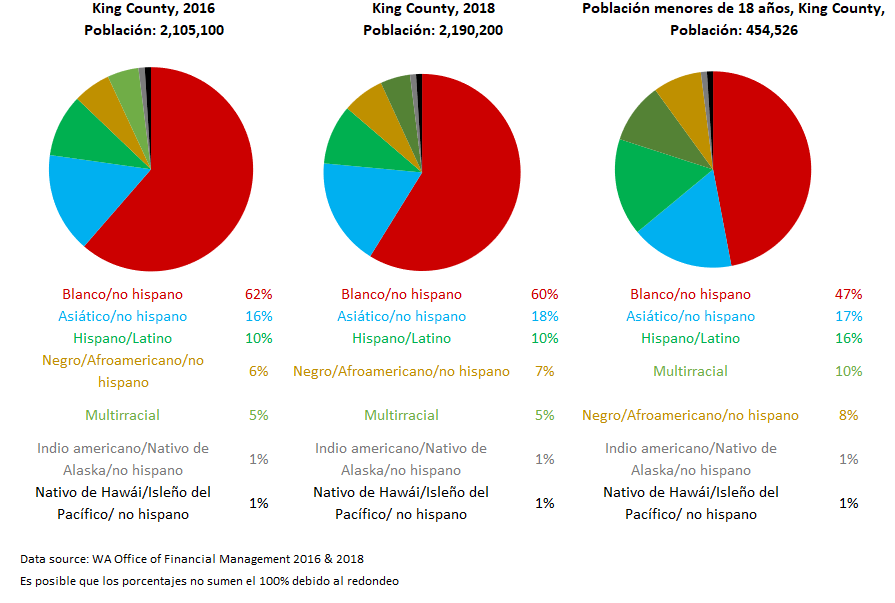 King County, 2016
Población: 2,105,100
King County, 2018
Población: 2,190,200
Población menores de 18 años, King County,
Población: 454,526
Blanco/no hispano 62%
Asiático/no hispano 16%
Hispano/Latino 10%
Negro/Afroamericano/no
hispano 6%
Multirracial 5%
Indio americano/Nativo de
Alaska/no hispano 1%
Nativo de Hawái/Isleño del
Pacífico/ no hispano 1%
Blanco/no hispano 60%
Asiático/no hispano 18%
Hispano/Latino 10%
Negro/Afroamericano/no hispano 7%
Multirracial 5%
Indio americano/Nativo de
Alaska/no hispano 1%
Nativo de Hawái/Isleño del
Pacífico/ no hispano 1%
Blanco/no hispano 47%
Asiático/no hispano 17%
Hispano/Latino 16%
Multirracial 10%
Negro/Afroamericano/no hispano 8%
Indio americano/Nativo de
Alaska/no hispano 1%
Nativo de Hawái/Isleño del
Pacífico/ no hispano 1%
Data source: WA Office of Financial Management 2016 & 2018
Es posible que los porcentajes no sumen el 100% debido al redondeo